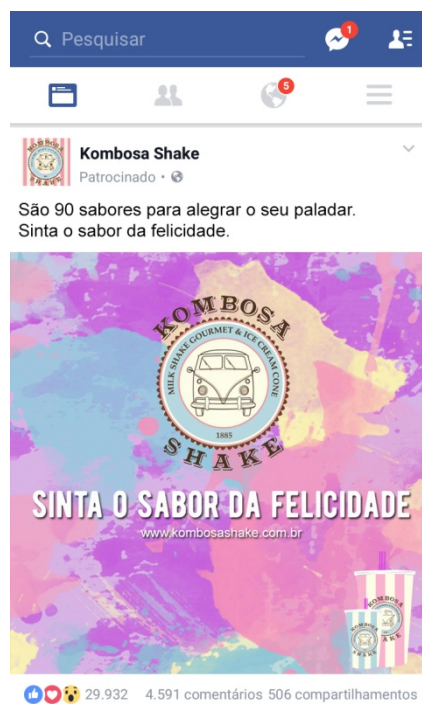 Pesquisar
1
5
Kombosa Shake
Patrocinado •
São 90 sabores para alegrar o seu paladar.
Sinta o sabor da felicidade.
KOMBOSA
MILK SHAKE GOURMET & ICE CREAM CONE
1885
SHAKE
SINTA O SABOR DA FELICIDADE
www.kombosashake.com.br
KOMBOSA
SHAKE
29.932 4.591 comentários 506 compartilhamentos